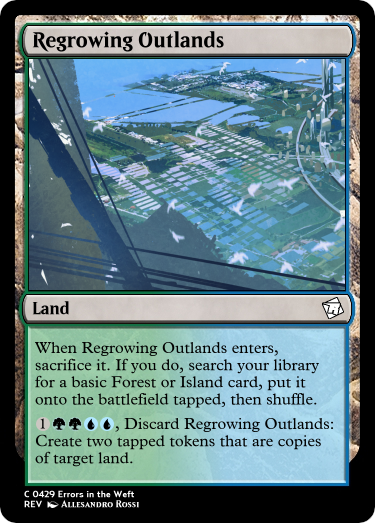 Regrowing Outlands
Land
When Regrowing Outlands enters,
sacrifice it. If you do, search your library
for a basic Forest or Island card, put it
onto the battlefield tapped, then shuffle.
1, Discard Regrowing Outlands:
Create two tapped tokens that are copies
of target land.
C 0429 Errors in the Weft
REV Allesandro Rossi